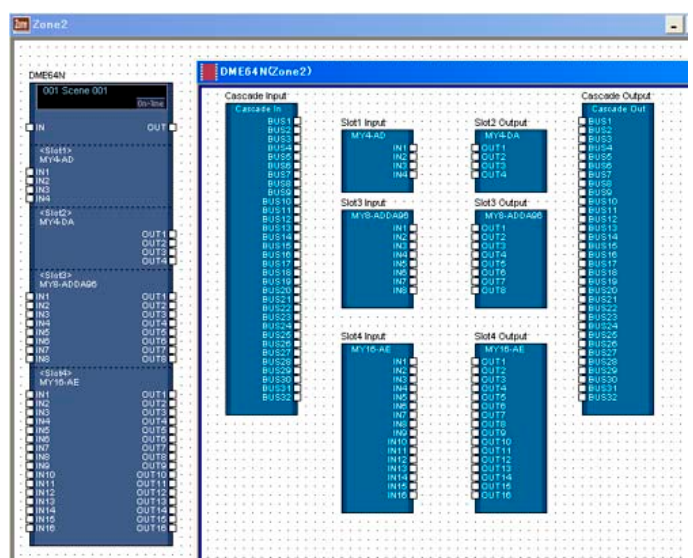 Zone2
DME64N
001 Scene 001
On-line
IN OUT
<Slot1>
MY4-AD
IN1
IN2
IN3
IN4
<Slot2>
MY4-DA
OUT1
OUT2
OUT3
OUT4
<Slot3>
MY8-ADDA96
IN1 OUT1
IN2 OUT2
IN3 OUT3
IN4 OUT4
IN5 OUT5
IN6 OUT6
IN7 OUT7
IN8 OUT8
<Slot4>
MY16-AE
IN1 OUT1
IN2 OUT2
IN3 OUT3
IN4 OUT4
IN5 OUT5
IN6 OUT6
IN7 OUT7
IN8 OUT8
IN9 OUT9
IN10 OUT10
IN11 OUT11
IN12 OUT12
IN13 OUT13
IN14 OUT14
IN15 OUT15
IN16 OUT16
DME64N(Zone2)
Cascade Input
Cascade In
BUS1
BUS2
BUS3
BUS4
BUS5
BUS6
BUS7
BUS8
BUS9
BUS10
BUS11
BUS12
BUS13
BUS14
BUS15
BUS16
BUS17
BUS18
BUS19
BUS20
BUS21
BUS22
BUS23
BUS24
BUS25
BUS26
BUS27
BUS28
BUS29
BUS30
BUS31
BUS32
Slot1 Input
MY4-AD
IN1
IN2
IN3
IN4
Slot3 Input
MY8-ADDA96
IN1
IN2
IN3
IN4
IN5
IN6
IN7
IN8
Slot4 Input
MY16-AE
IN1
IN2
IN3
IN4
IN5
IN6
IN7
IN8
IN9
IN10
IN11
IN12
IN13
IN14
IN15
IN16
Slot2 Output
MY4-DA
OUT1
OUT2
OUT3
OUT4
Slot3 Output
MY8-ADDA96
OUT1
OUT2
OUT3
OUT4
OUT5
OUT6
OUT7
OUT8
Slot4 Output
MY16-AE
OUT1
OUT2
OUT3
OUT4
OUT5
OUT6
OUT7
OUT8
OUT9
OUT10
OUT11
OUT12
OUT13
OUT14
OUT15
OUT16
Cascade Output
Cascade Out
BUS1
BUS2
BUS3
BUS4
BUS5
BUS6
BUS7
BUS8
BUS9
BUS10
BUS11
BUS12
BUS13
BUS14
BUS15
BUS16
BUS17
BUS18
BUS19
BUS20
BUS21
BUS22
BUS23
BUS24
BUS25
BUS26
BUS27
BUS28
BUS29
BUS30
BUS31
BUS32